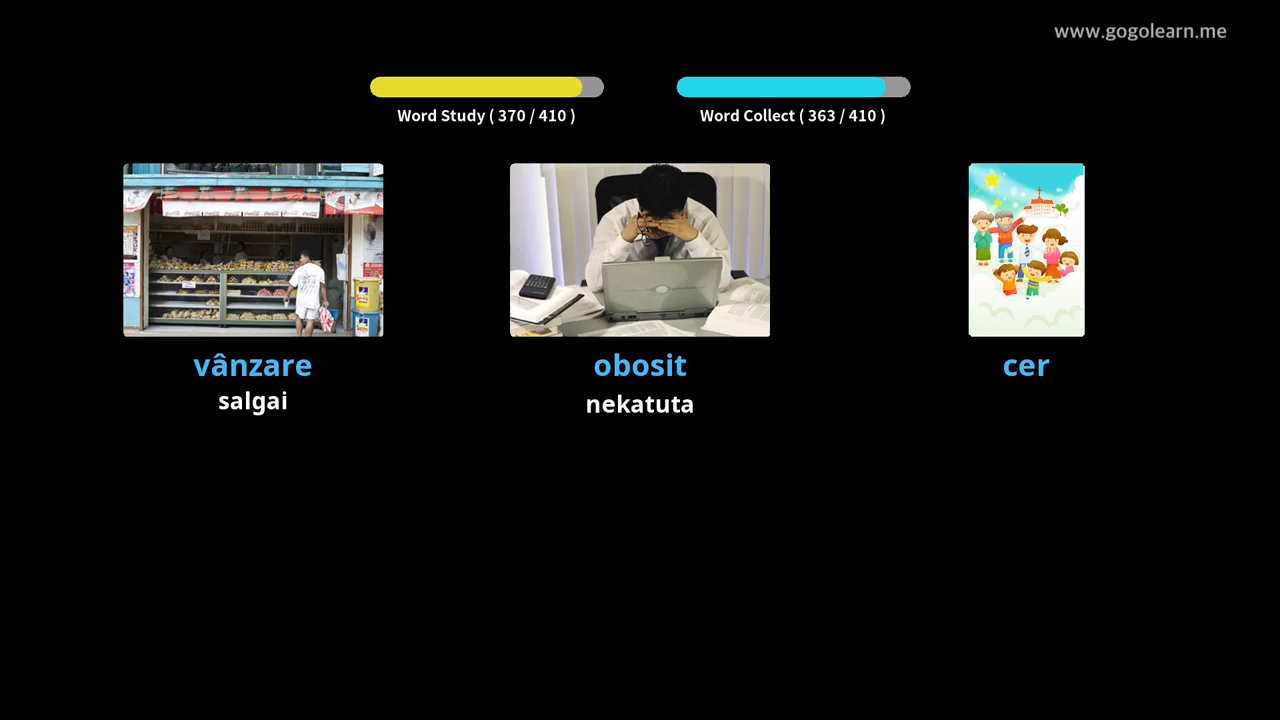 www.gogolearn.me
Word Study ( 370 / 410 )
Word Collect ( 363 / 410 )
vânzare
obosit
cer
salgai
nekatuta